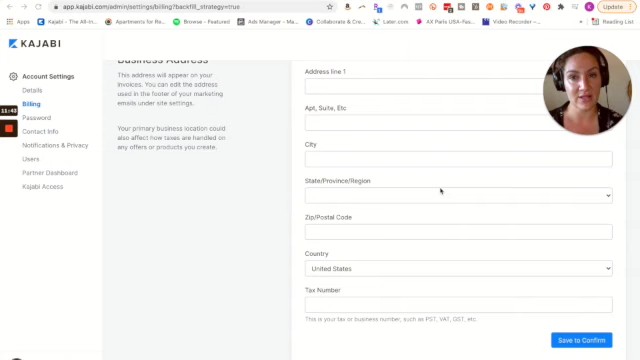 app.kajabi.com/admin/settings/billing?backfill_strategy=true
Update
Apps
Kajabi - The All-in...
Apartments for Re...
Browse - Featured
Ads Manager - Ma...
Collaborate & Crea...
Later.com
AX Paris USA-Fas...
Video Recorder -...
Reading List
KAJABI
Account Settings
Details
Billing
Password
Contact Info
Notifications & Privacy
Users
Partner Dashboard
Kajabi Access
11:43
Business Address
This address will appear on your
invoices. You can edit the address
used in the footer of your marketing
emails under site settings.
Your primary business location could
also affect how taxes are handled on
any offers or products you create.
Address line 1
Apt, Suite, Etc
City
State/Province/Region
Zip/Postal Code
Country
United States
Tax Number
This is your tax or business number, such as PST, VAT, GST, etc.
Save to Confirm